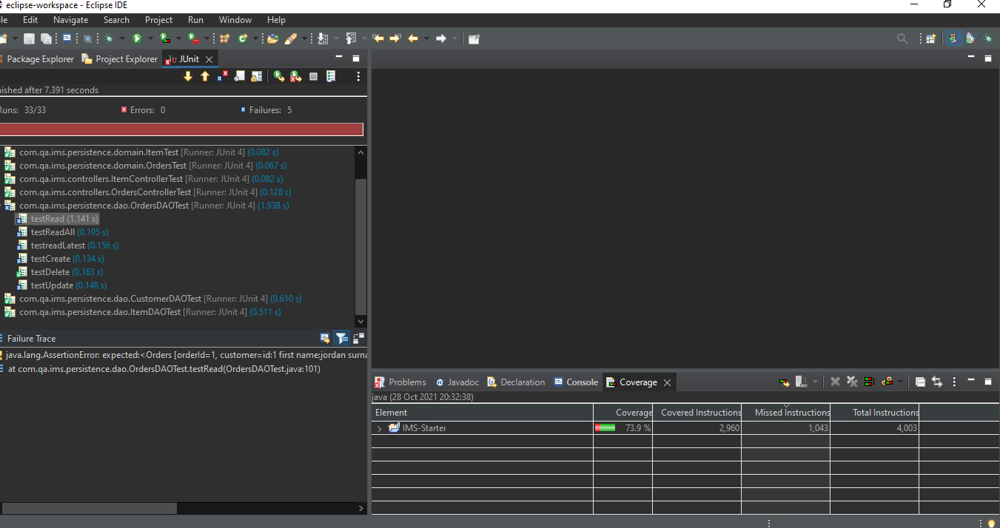 eclipse-workspace - Eclipse IDE
Edit Navigate Search Project Run Window Help
Package Explorer Project Explorer JUnit
ished after 7.391 seconds
Runs: 33/33 Errors: 0 Failures: 5
com.qa.ims.persistence.domain.ItemTest [Runner: JUnit 4] (0.082 s)
com.qa.ims.persistence.domain.OrdersTest [Runner: JUnit 4] (0.067 s)
com.qa.ims.controllers.ItemControllerTest [Runner: JUnit 4] (0.082 s)
com.qa.ims.controllers.OrdersControllerTest [Runner: JUnit 4] (0.128 s)
com.qa.ims.persistence.dao.OrdersDAOTest [Runner: JUnit 4] (1.938 s)
testRead (1.141 s)
testReadAll (0.195 s)
testreadLatest (0.156 s)
testCreate (0.134 s)
testDelete (0.163 s)
testUpdate (0.148 s)
com.qa.ims.persistence.dao.CustomerDAOTest [Runner: JUnit 4] (0.610 s)
com.qa.ims.persistence.dao.ItemDAOTest [Runner: JUnit 4] (0.511 s)
Failure Trace
java.lang.AssertionError: expected:<Orders [orderId=1, customer=id:1 first name:jordan surna
at com.qa.ims.persistence.dao.OrdersDAOTest.testRead(OrdersDAOTest.java:101)
Problems Javadoc Declaration Console Coverage
java (28 Oct 2021 20:32:38)
Element Coverage Covered Instructions Missed Instructions Total Instructions
IMS-Starter 73.9 % 2,960 1,043 4,003